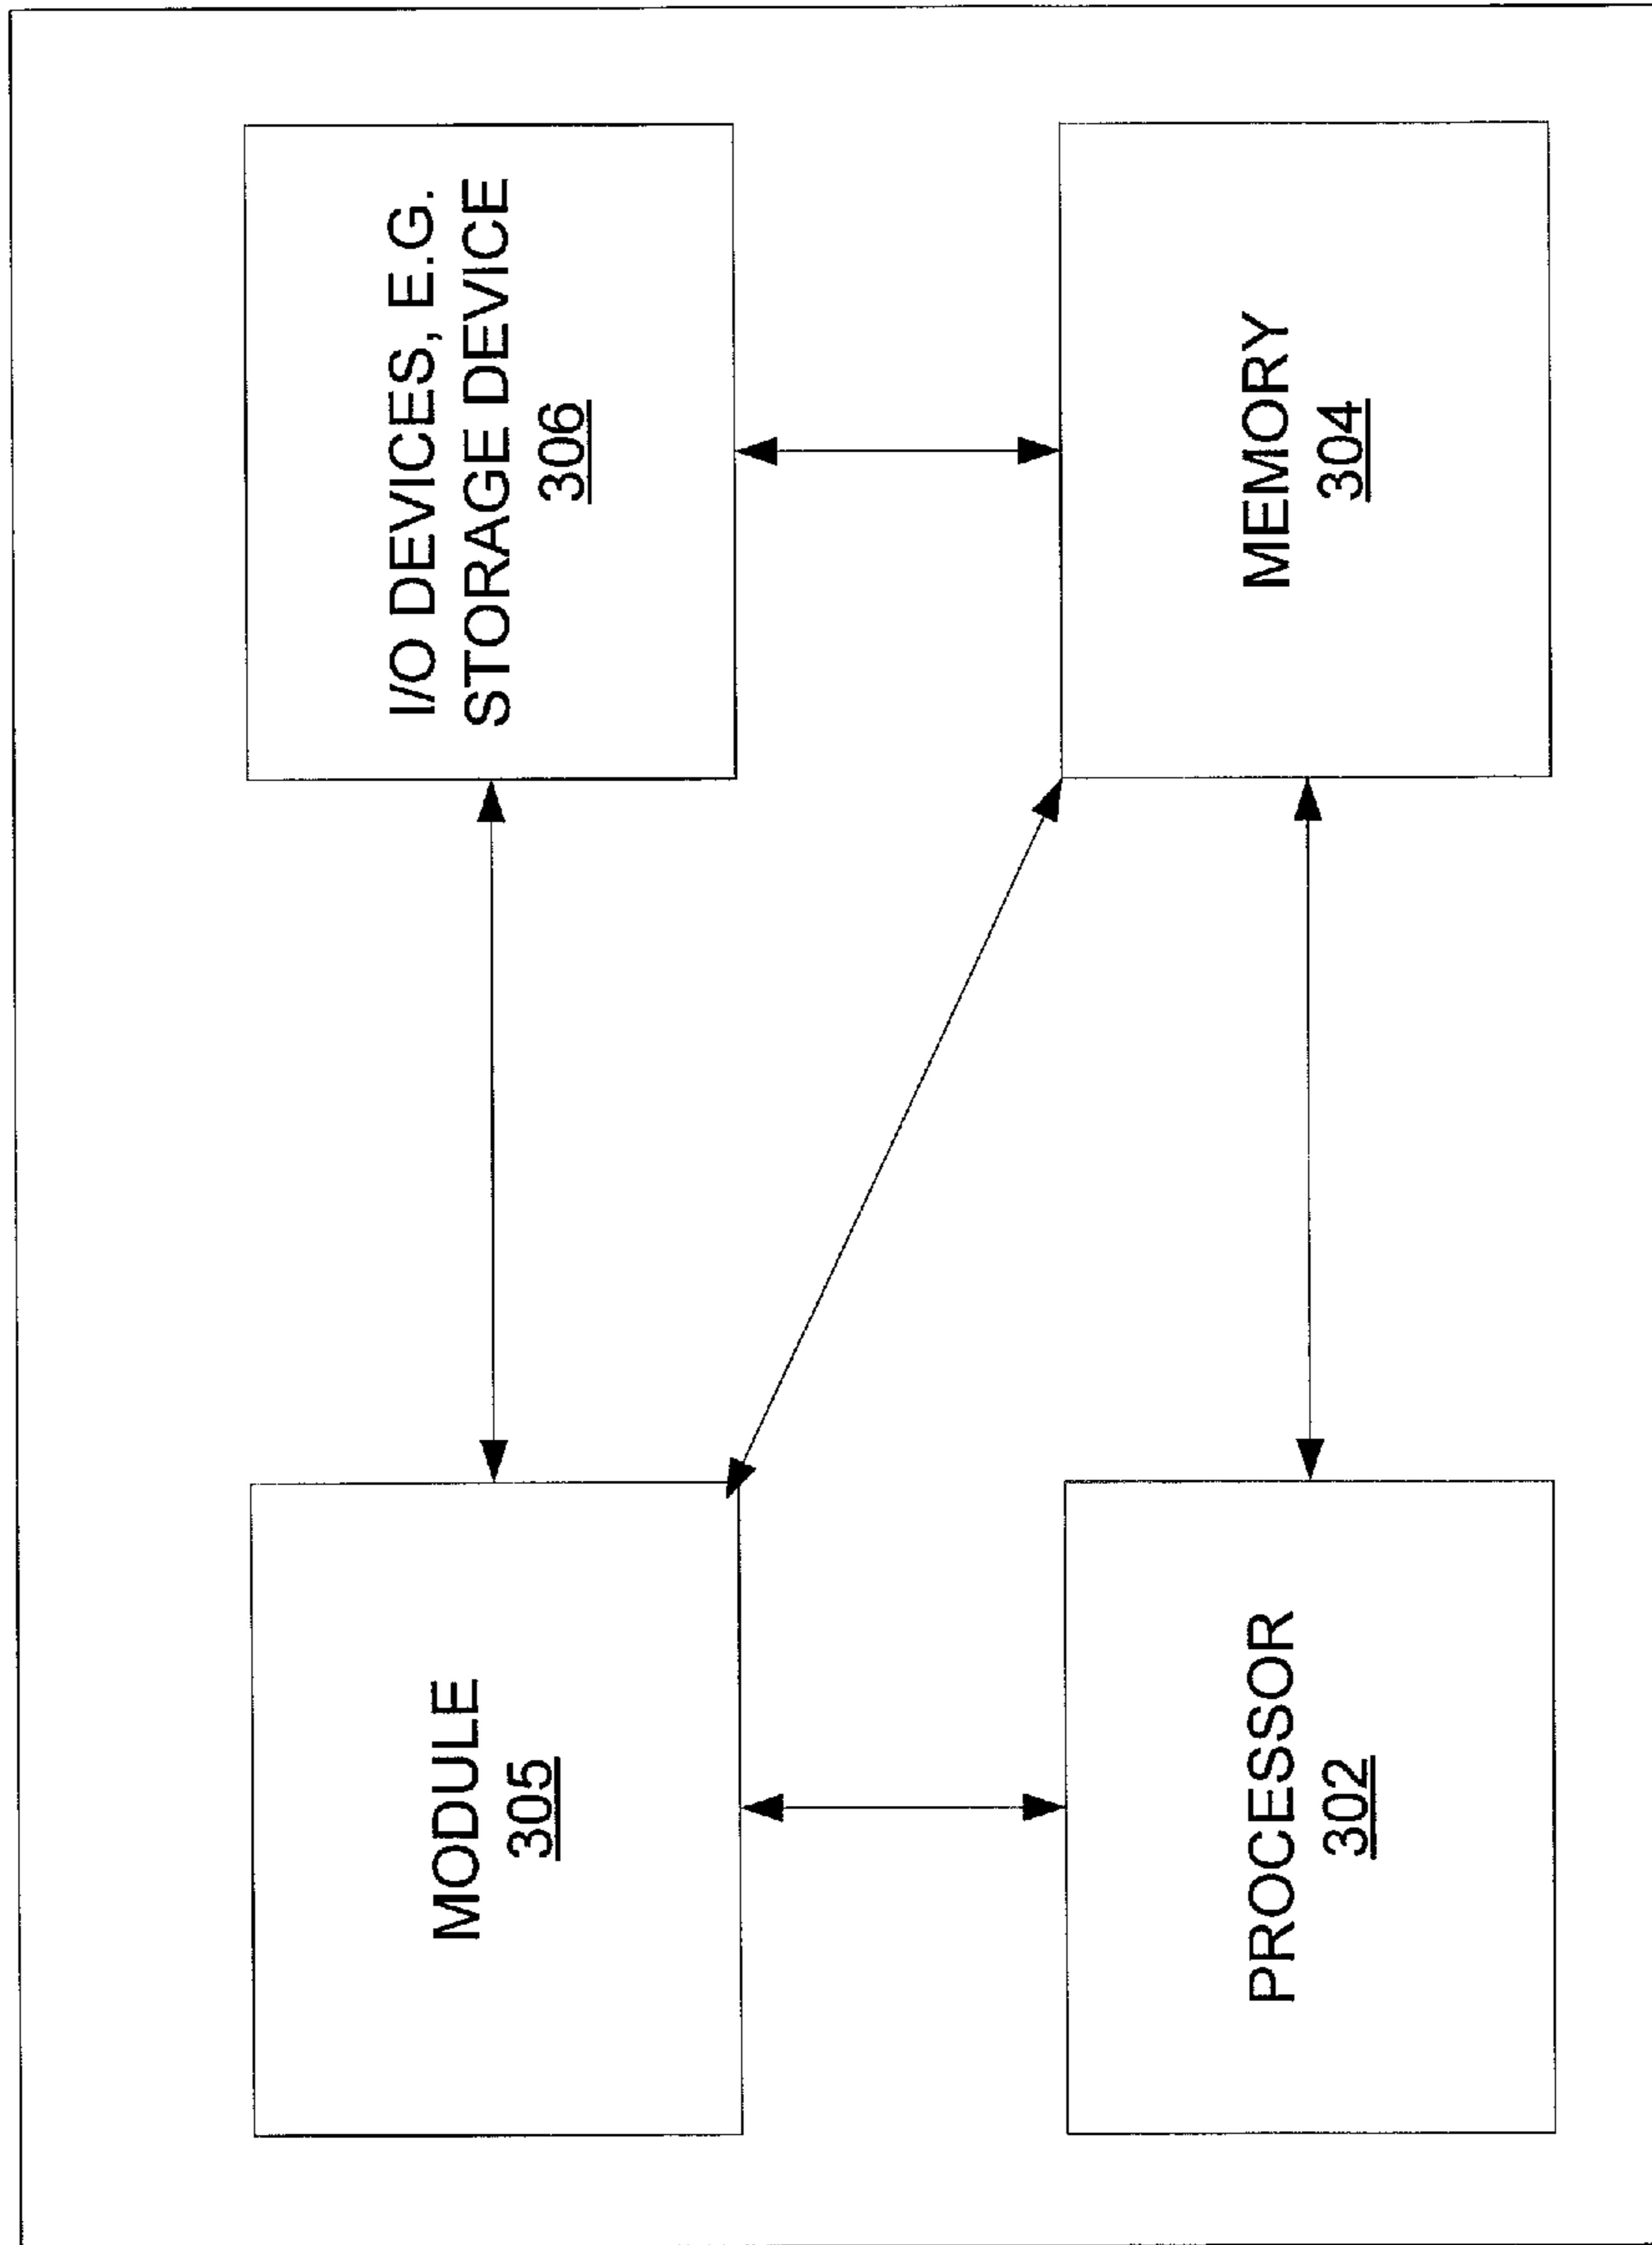 MODULE
305
I/O DEVICES, E.G.
STORAGE DEVICE
306
PROCESSOR
302
MEMORY
304